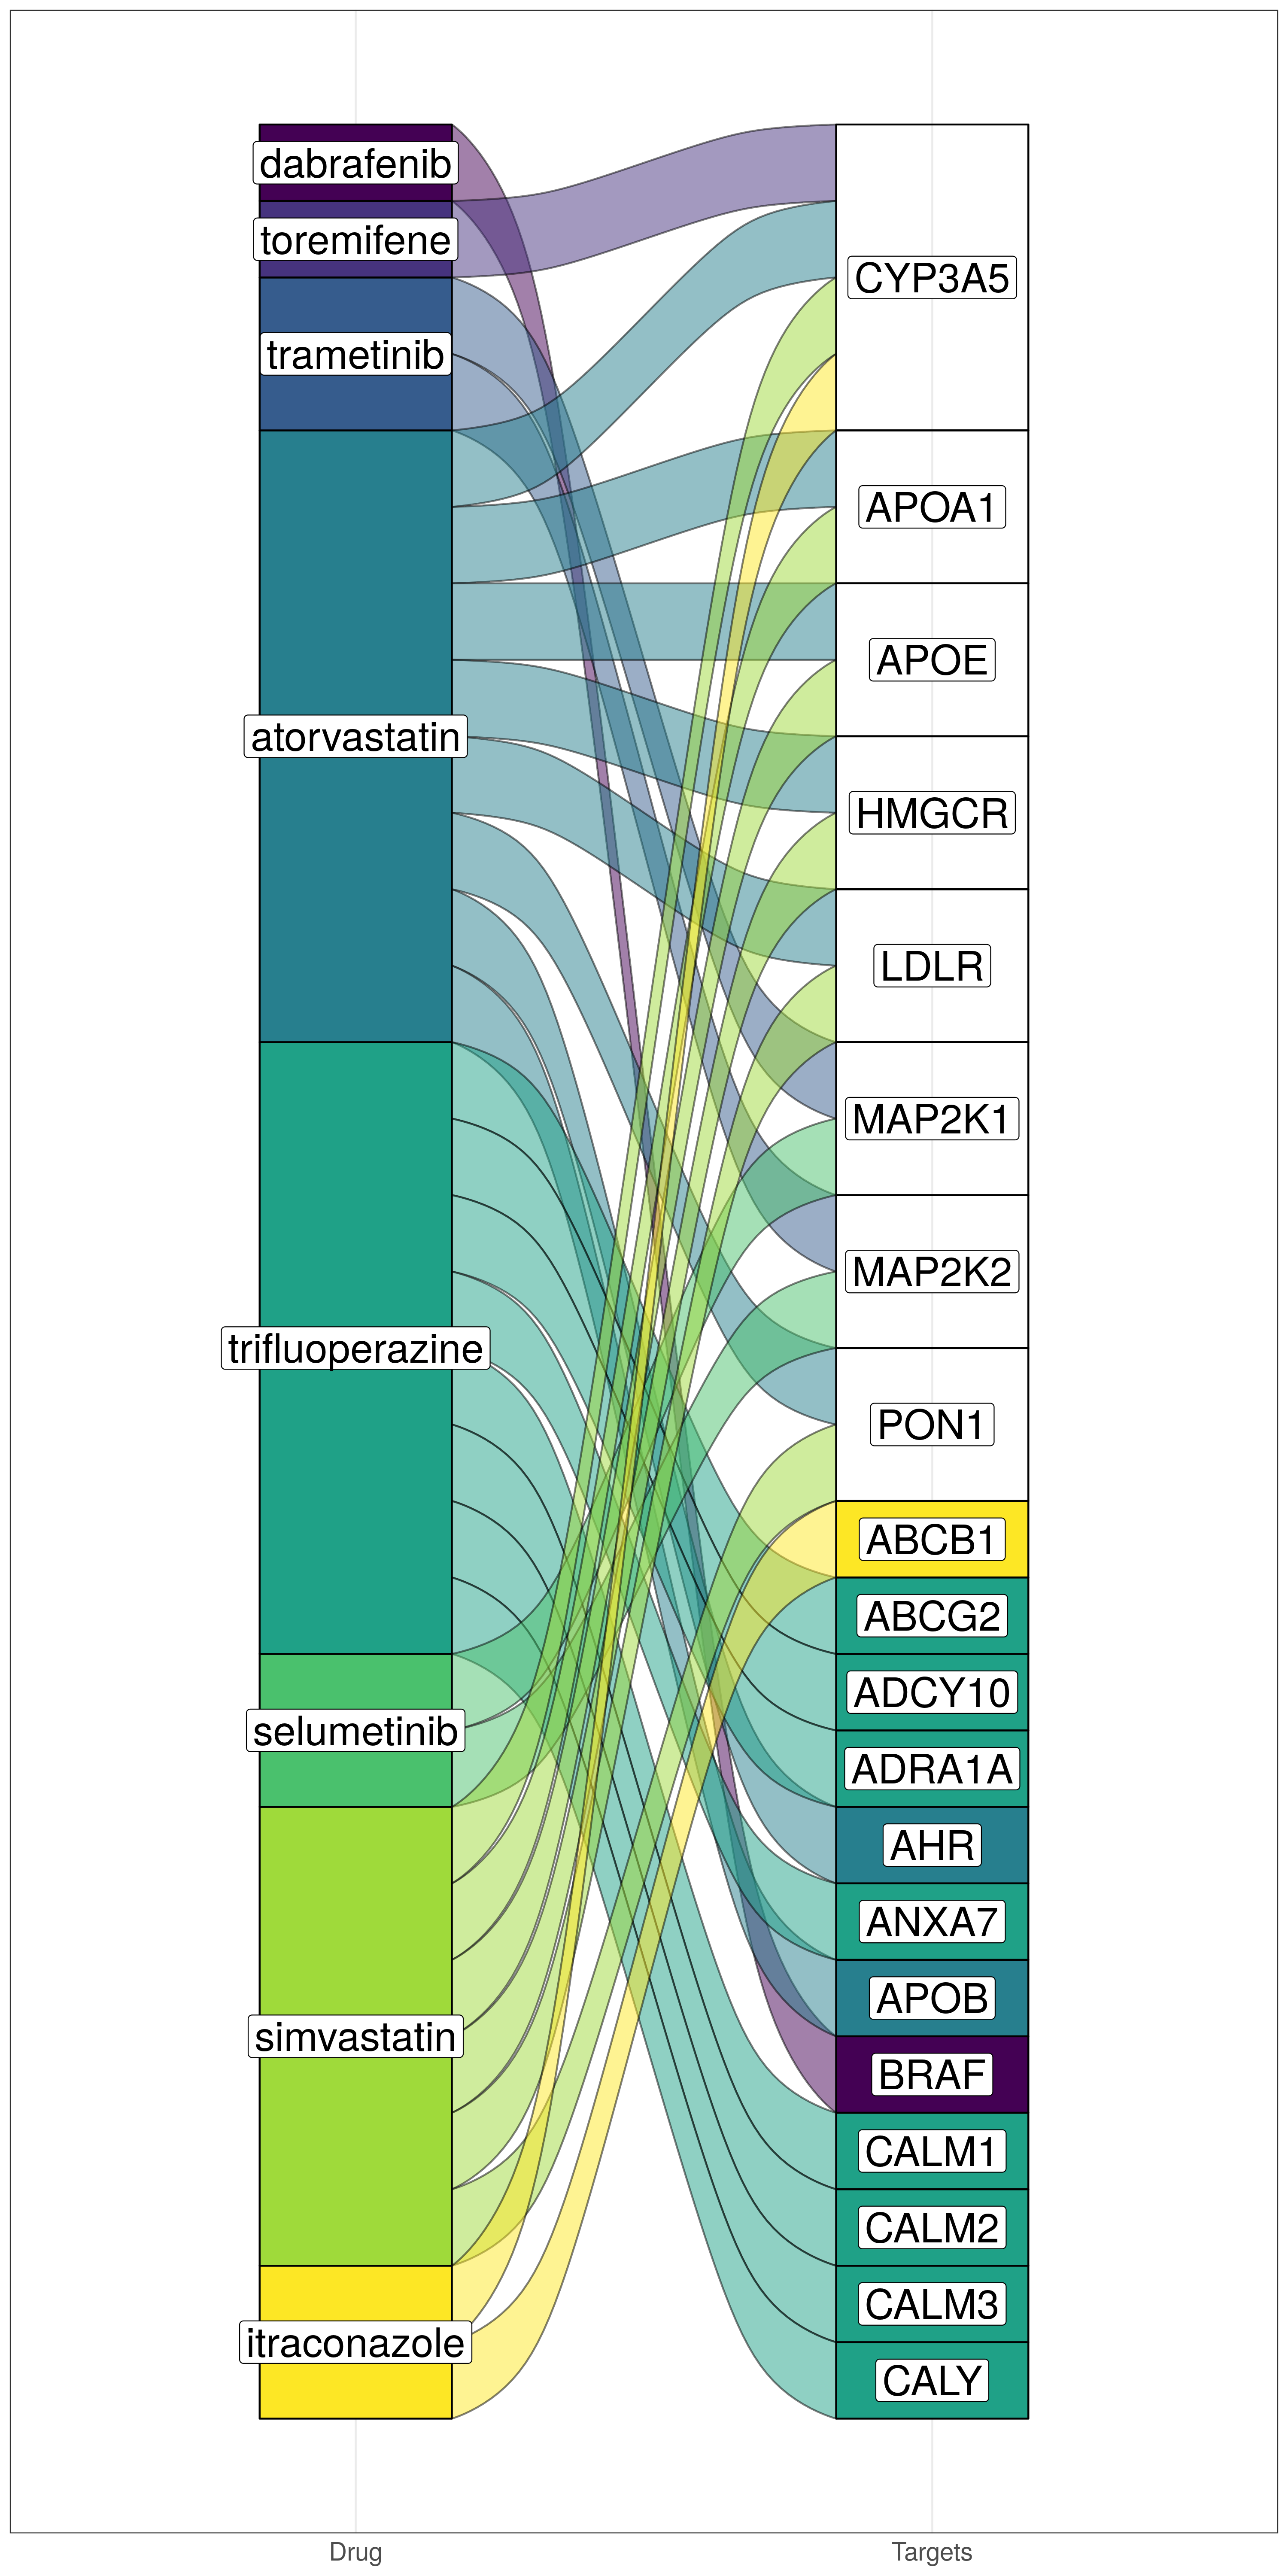 dabrafenib
toremifene
trametinib
atorvastatin
trifluoperazine
selumetinib
simvastatin
itraconazole
CYP3A5
APOA1
APOE
HMGCR
LDLR
MAP2K1
MAP2K2
PON1
ABCB1
ABCG2
ADCY10
ADRA1A
AHR
ANXA7
APOB
BRAF
CALM1
CALM2
CALM3
CALY
Drug
Targets